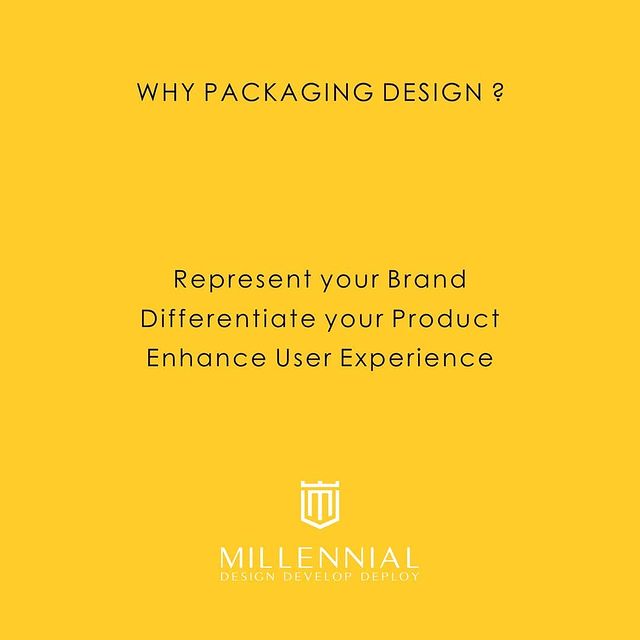 WHY PACKAGING DESIGN ?
Represent your Brand
Differentiate your Product
Enhance User Experience
M
MILLENNIAL
DESIGN DEVELOP DEPLOY